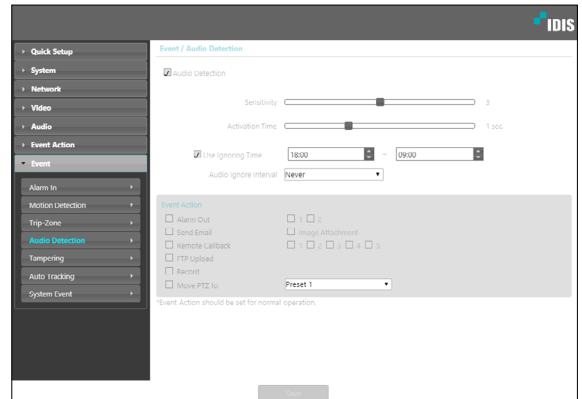 IDIS
Quick Setup
System
Network
Video
Audio
Event Action
Event
Alarm In
Motion Detection
Trip-Zone
Audio Detection
Tampering
Auto Tracking
System Event
Event / Audio Detection
Audio Detection
Sensitivity 3
Activation Time 1 sec.
Use Ignoring Time 18:00 ~ 09:00
Audio Ignore Interval Never
Event Action
Alarm Out 1 2
Send Email Image Attachment
Remote Callback 1 2 3 4 5
FTP Upload
Record
Move PTZ to: Preset 1
*Event Action should be set for normal operation.
Save